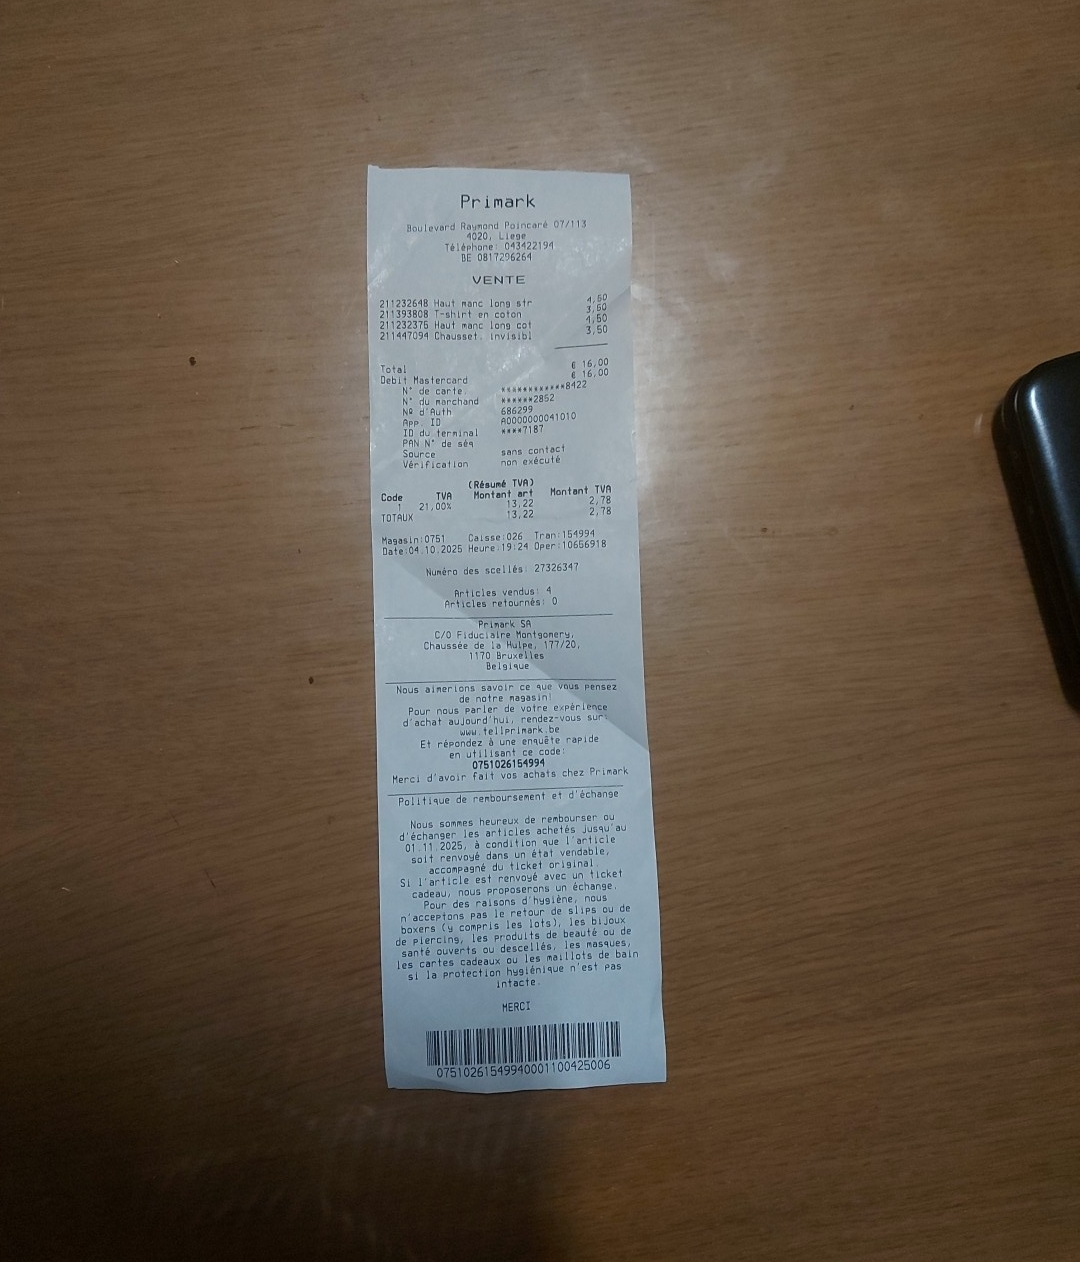 Primark
Boulevard Raymond Poincaré 07/113
4020, Liege
Téléphone: 043422194
BE 0817296264
VENTE
211232648 Haut manc long str 4,50
211393808 T-shirt en coton 3,50
211232375 Haut manc long cot 4,50
211447094 Chausset. invisibl 3,50
Total € 16,00
Debit Mastercard € 16,00
N° de carte. ************8422
N° du marchand ******2852
Nº d'Auth 686299
App. ID A0000000041010
ID du terminal ****7187
PAN N° de séq
Source sans contact
Vérification non exécuté
(Résumé TVA)
Code TVA Montant art Montant TVA
1 21,00% 13,22 2,78
TOTAUX 13,22 2,78
Magasin:0751 Caisse:026 Tran:154994
Date:04.10.2025 Heure:19:24 Oper:10656918
Numéro des scellés: 27326347
Articles vendus: 4
Articles retournés: 0
Primark SA
C/O Fiduciaire Montgomery,
Chaussée de la Hulpe, 177/20,
1170 Bruxelles
Belgique
Nous aimerions savoir ce que vous pensez
de notre magasin!
Pour nous parler de votre expérience
d'achat aujourd'hui, rendez-vous sur:
www.tellprimark.be
Et répondez à une enquête rapide
en utilisant ce code:
0751026154994
Merci d'avoir fait vos achats chez Primark
Politique de remboursement et d'échange
Nous sommes heureux de rembourser ou
d'échanger les articles achetés jusqu'au
01.11.2025, à condition que l'article
soit renvoyé dans un état vendable,
accompagné du ticket original.
Si l'article est renvoyé avec un ticket
cadeau, nous proposerons un échange.
Pour des raisons d'hygiène, nous
n'acceptons pas le retour de slips ou de
boxers (y compris les lots), les bijoux
de piercing, les produits de beauté ou de
santé ouverts ou descellés, les masques,
les cartes cadeaux ou les maillots de bain
si la protection hygiénique n'est pas
intacte.
MERCI
07510261549940001100425006